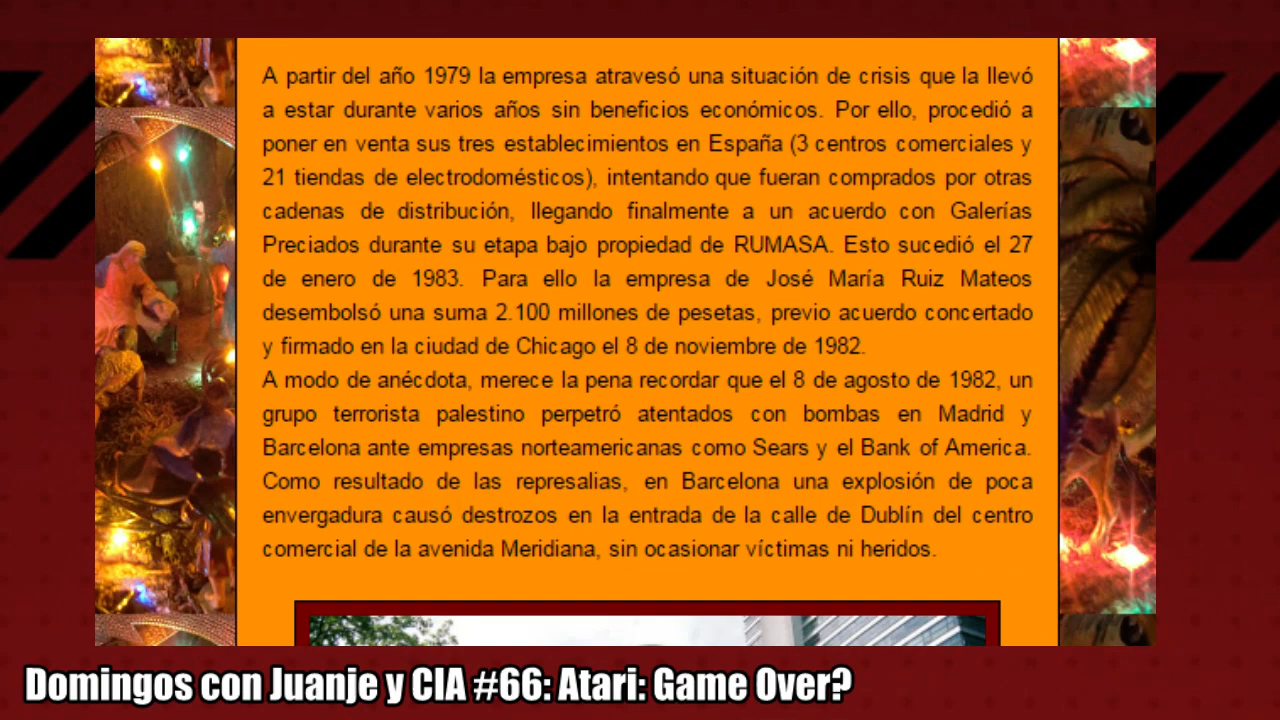 A partir del año 1979 la empresa atravesó una situación de crisis que la llevó
a estar durante varios años sin beneficios económicos. Por ello, procedió a
poner en venta sus tres establecimientos en España (3 centros comerciales y
21 tiendas de electrodomésticos), intentando que fueran comprados por otras
cadenas de distribución, llegando finalmente a un acuerdo con Galerías
Preciados durante su etapa bajo propiedad de RUMASA. Esto sucedió el 27
de enero de 1983. Para ello la empresa de José María Ruiz Mateos
desembolsó una suma 2.100 millones de pesetas, previo acuerdo concertado
y firmado en la ciudad de Chicago el 8 de noviembre de 1982.
A modo de anécdota, merece la pena recordar que el 8 de agosto de 1982, un
grupo terrorista palestino perpetró atentados con bombas en Madrid y
Barcelona ante empresas norteamericanas como Sears y el Bank of America.
Como resultado de las represalias, en Barcelona una explosión de poca
envergadura causó destrozos en la entrada de la calle de Dublín del centro
comercial de la avenida Meridiana, sin ocasionar víctimas ni heridos.
Domingos con Juanje y CIA #66: Atari: Game Over?